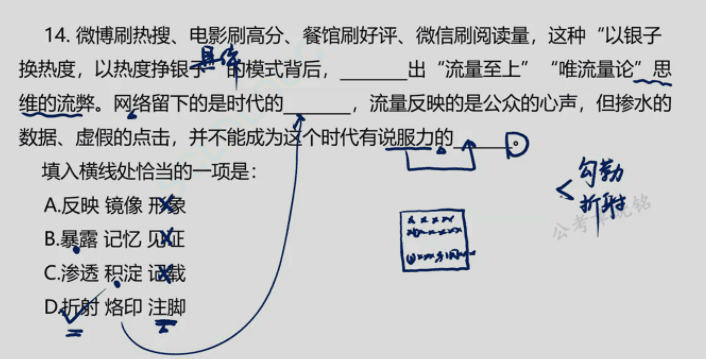 14. 微博刷热搜、电影刷高分、餐馆刷好评、微信刷阅读量，这种“以银子
具体
换热度，以热度挣银子”的模式背后，________出“流量至上”“唯流量论”思
维的流弊。网络留下的是时代的________，流量反映的是公众的心声，但掺水的
数据、虚假的点击，并不能成为这个时代有说服力的________
填入横线处恰当的一项是：
A.反映 镜像 形象
B.暴露 记忆 见证
C.渗透 积淀 记载
D.折射 烙印 注脚
勾勒
折射
公考